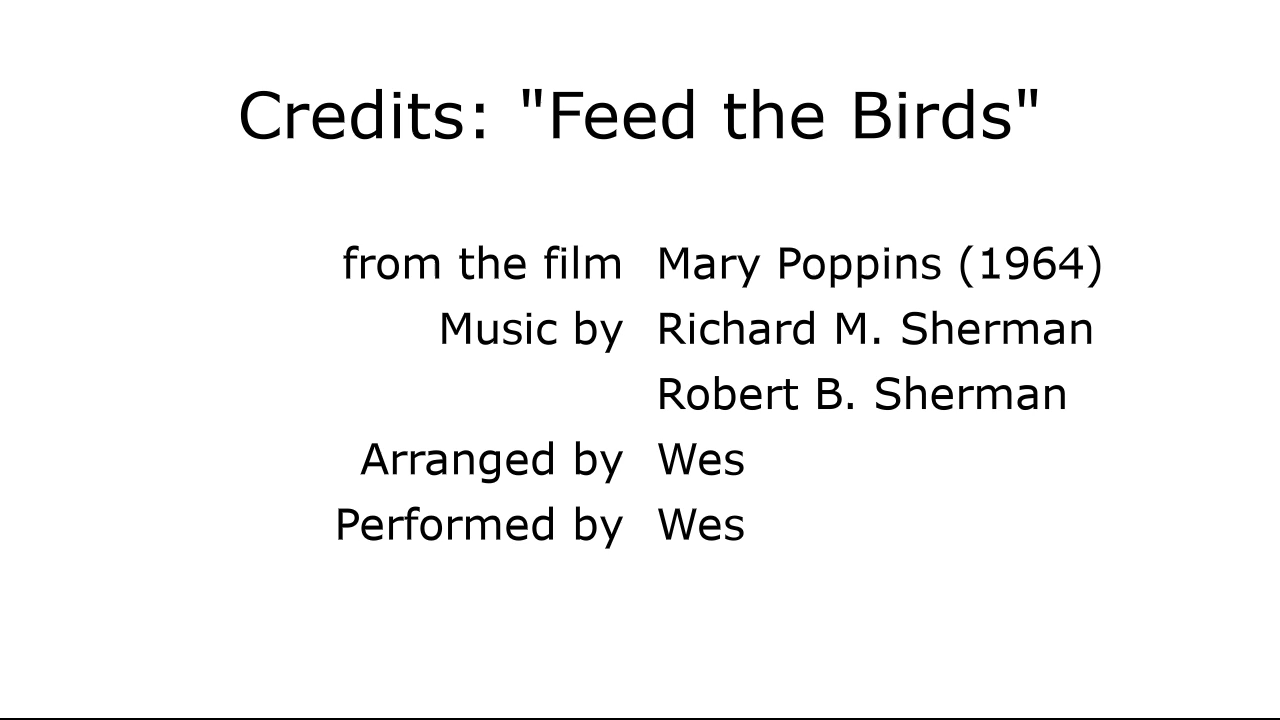 Credits: "Feed the Birds"
from the film Mary Poppins (1964)
Music by Richard M. Sherman
Robert B. Sherman
Arranged by Wes
Performed by Wes